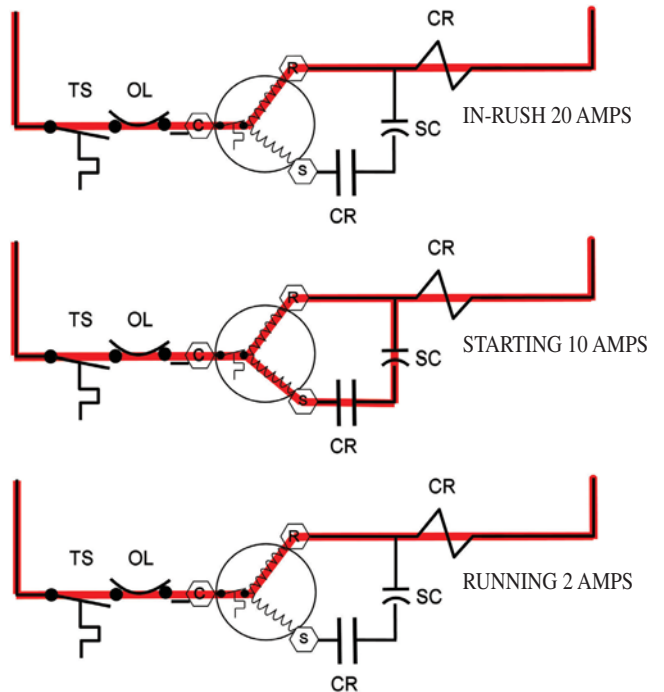 CR
R
TS OL
C
IN-RUSH 20 AMPS
SC
S
CR
CR
R
TS OL
C
STARTING 10 AMPS
SC
S
CR
CR
R
TS OL
C
RUNNING 2 AMPS
SC
S
CR